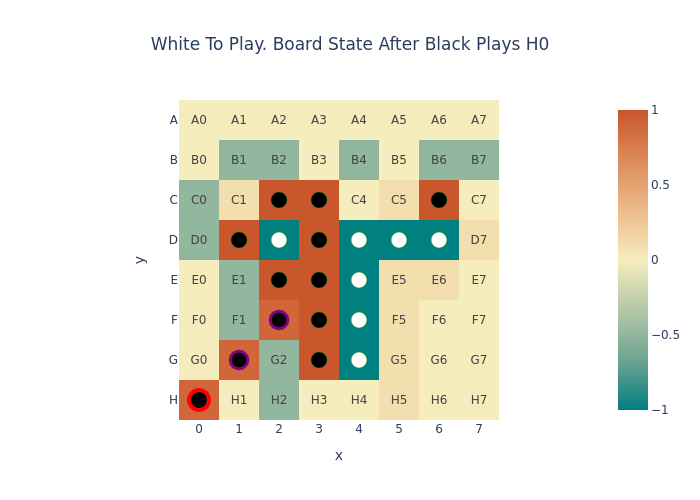 White To Play. Board State After Black Plays H0
A A0 A1 A2 A3 A4 A5 A6 A7
B B0 B1 B2 B3 B4 B5 B6 B7
C C0 C1 C4 C5 C7
D D0 D7
E E0 E1 E5 E6 E7
F F0 F1 F5 F6 F7
G G0 G2 G5 G6 G7
H H1 H2 H3 H4 H5 H6 H7
0 1 2 3 4 5 6 7
x
y
1
0.5
0
−0.5
−1